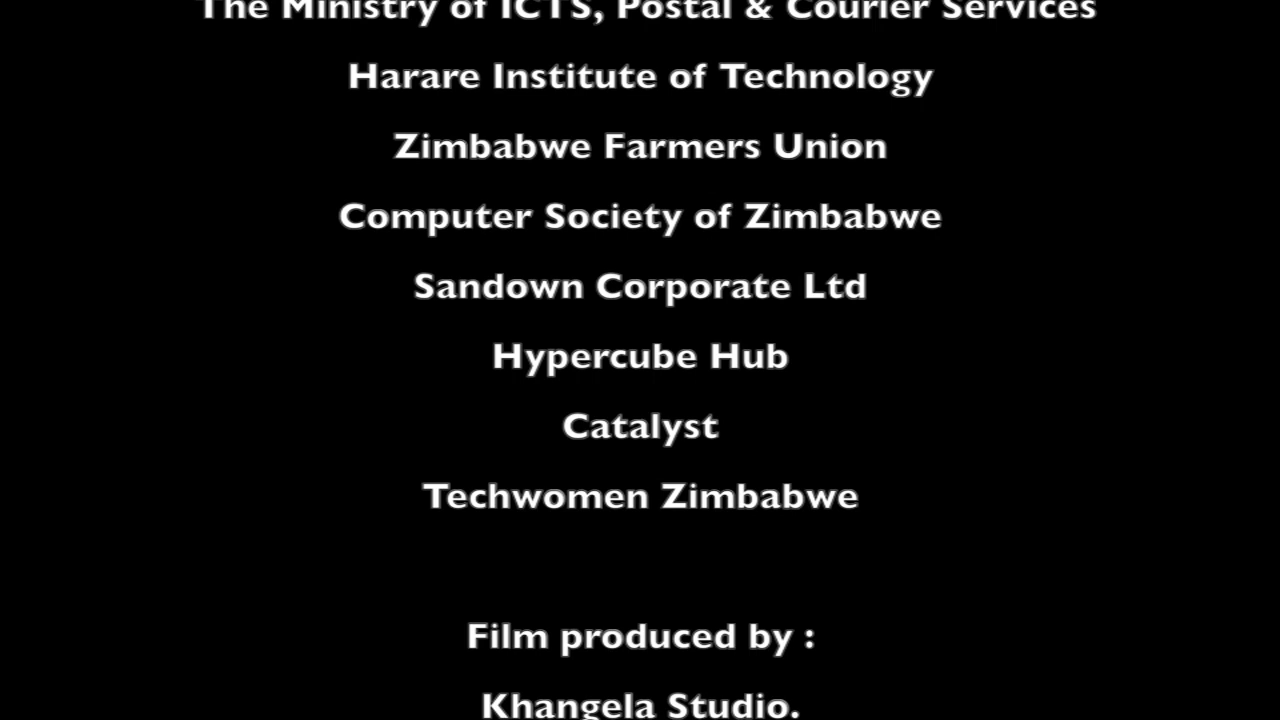 The Ministry of ICTS, Postal & Courier Services
Harare Institute of Technology
Zimbabwe Farmers Union
Computer Society of Zimbabwe
Sandown Corporate Ltd
Hypercube Hub
Catalyst
Techwomen Zimbabwe
Film produced by :
Khangela Studio.